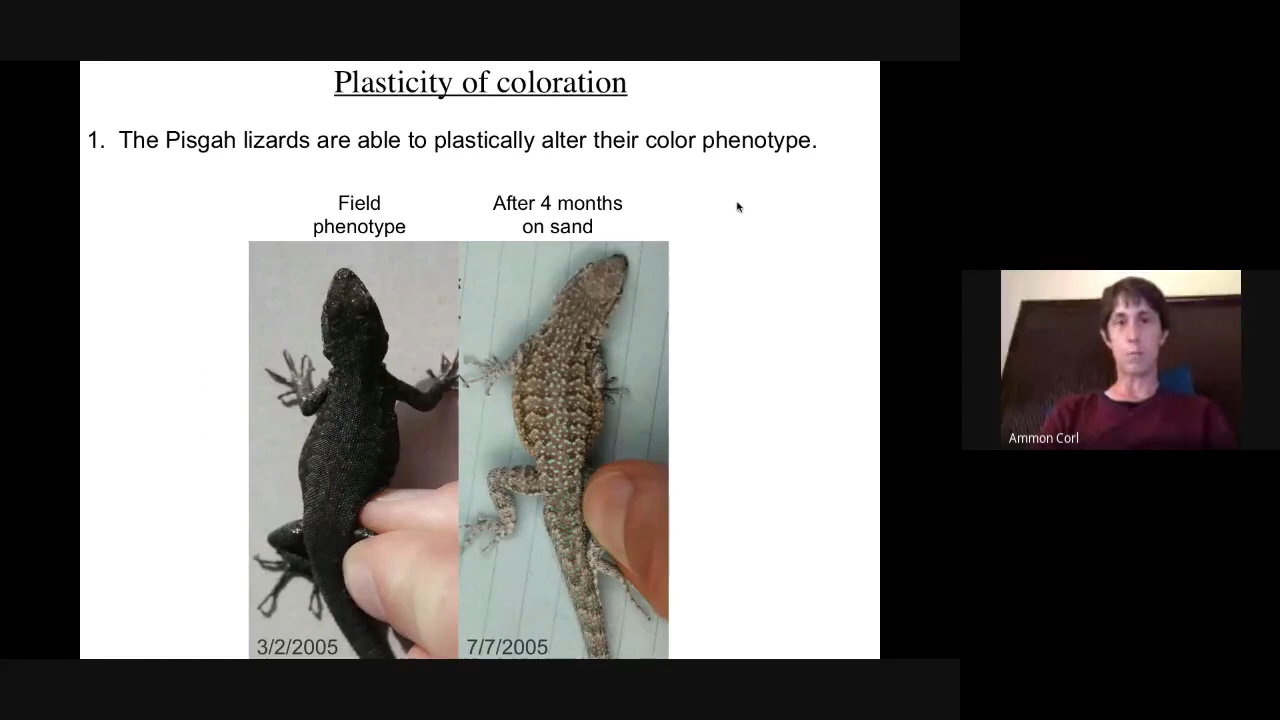 Plasticity of coloration
1. The Pisgah lizards are able to plastically alter their color phenotype.
Field
phenotype
After 4 months
on sand
3/2/2005
7/7/2005
Ammon Corl